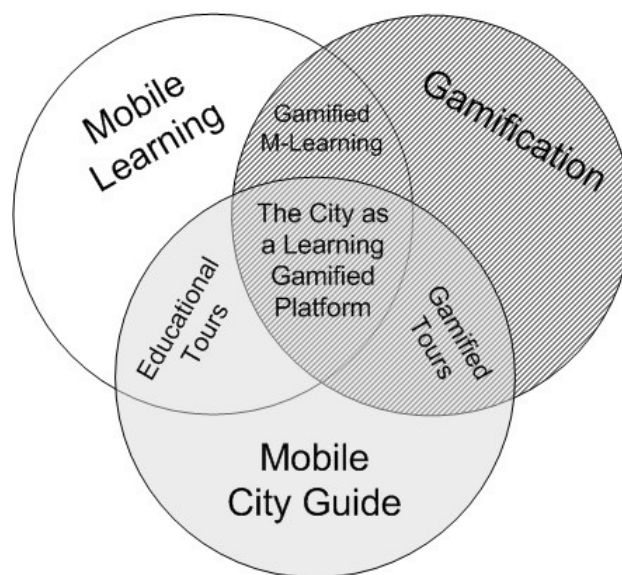 Mobile
Learning
Gamification
Gamified
M-Learning
The City as
a Learning
Gamified
Platform
Educational
Tours
Gamified
Tours
Mobile
City Guide